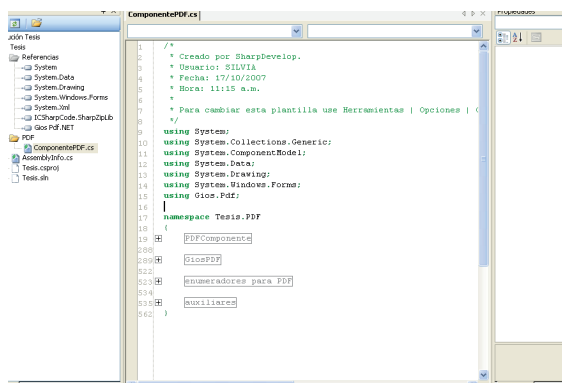 ComponentePDF.cs
Propiedades
ución Tesis
Tesis
Referencias
System
System.Data
System.Drawing
System.Windows.Forms
System.Xml
ICSharpCode.SharpZipLib
Gios Pdf.NET
PDF
ComponentePDF.cs
AssemblyInfo.cs
Tesis.csproj
Tesis.sln
1 /*
2 * Creado por SharpDevelop.
3 * Usuario: SILVIA
4 * Fecha: 17/10/2007
5 * Hora: 11:15 a.m.
6 *
7 * Para cambiar esta plantilla use Herramientas | Opciones |
8 */
9 using System;
10 using System.Collections.Generic;
11 using System.ComponentModel;
12 using System.Data;
13 using System.Drawing;
14 using System.Windows.Forms;
15 using Gios.Pdf;
16
17 namespace Tesis.PDF
18 {
19 PDFComponente
288
289 GiosPDF
522
523 enumeradores para PDF
534
535 auxiliares
562 }